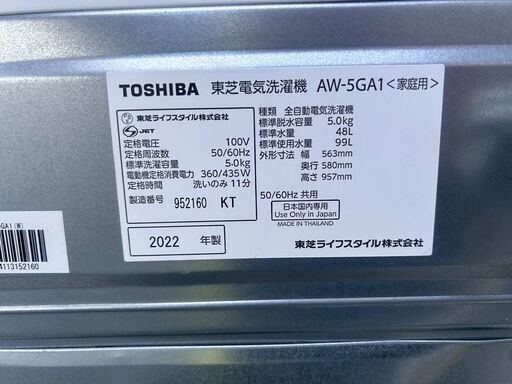 TOSHIBA 東芝電気洗濯機 AW-5GA1<家庭用>
東芝ライフスタイル株式会社
S JET
定格電圧 100V
定格周波数 50/60Hz
標準洗濯容量 5.0kg
電動機定格消費電力 360/435W
定格時間 洗いのみ 11分
製造番号 952160 KT
2022 年製
種類 全自動電気洗濯機
標準脱水容量 5.0kg
標準水量 48L
標準使用水量 99L
外形寸法 幅 563mm
奥行 580mm
高さ 957mm
50/60Hz 共用
日本国内専用
Use Only in Japan
MADE IN THAILAND
東芝ライフスタイル株式会社
GA1(W)
4113152160